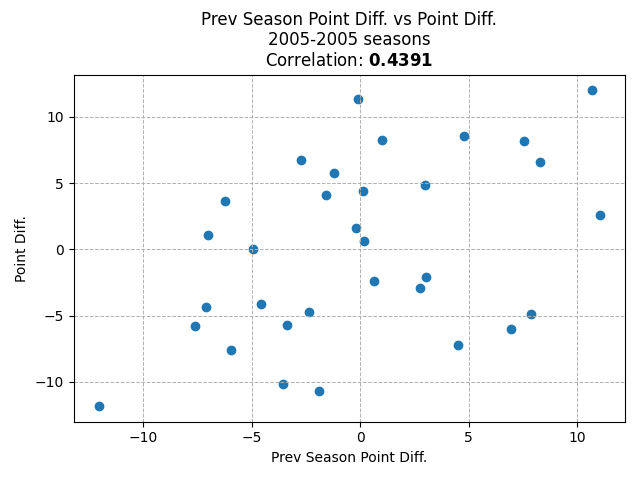 Prev Season Point Diff. vs Point Diff.
2005-2005 seasons
Correlation: 0.4391
10
5
0
−5
−10
Point Diff.
−10 −5 0 5 10
Prev Season Point Diff.